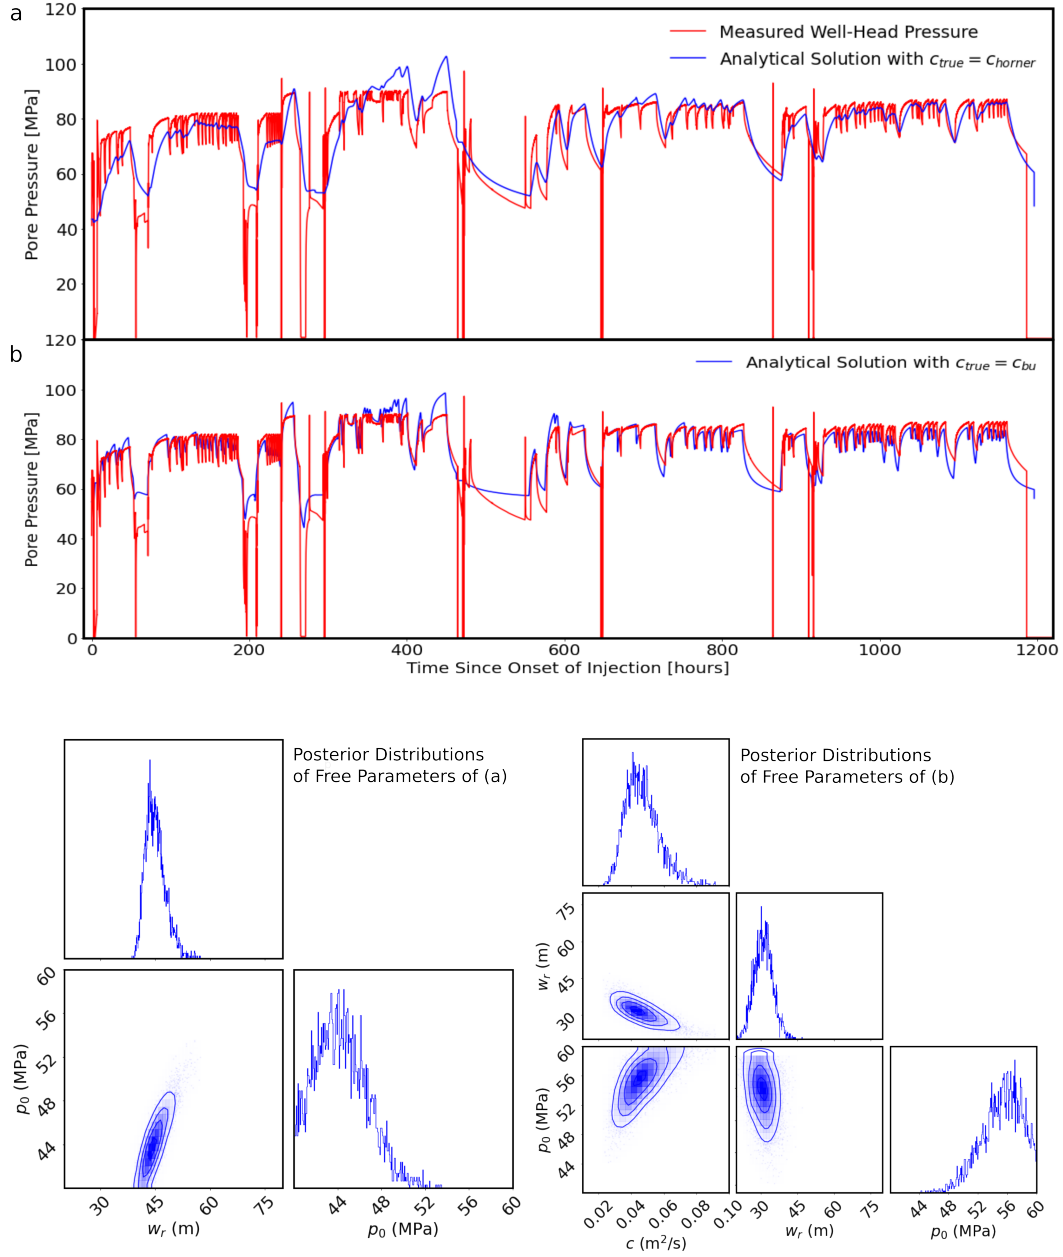 a
120
100
80
60
40
20
120
Pore Pressure [MPa]
Measured Well-Head Pressure
Analytical Solution with c_true = c_horner
b
100
80
60
40
20
0
Pore Pressure [MPa]
Analytical Solution with c_true = c_bu
0 200 400 600 800 1000 1200
Time Since Onset of Injection [hours]
Posterior Distributions
of Free Parameters of (a)
60
56
52
48
44
p_0 (MPa)
30 45 60 75
w_r (m)
44 48 52 56 60
p_0 (MPa)
Posterior Distributions
of Free Parameters of (b)
75
60
45
30
w_r (m)
60
56
52
48
44
p_0 (MPa)
0.02 0.04 0.06 0.08 0.10
c (m²/s)
30 45 60 75
w_r (m)
44 48 52 56 60
p_0 (MPa)